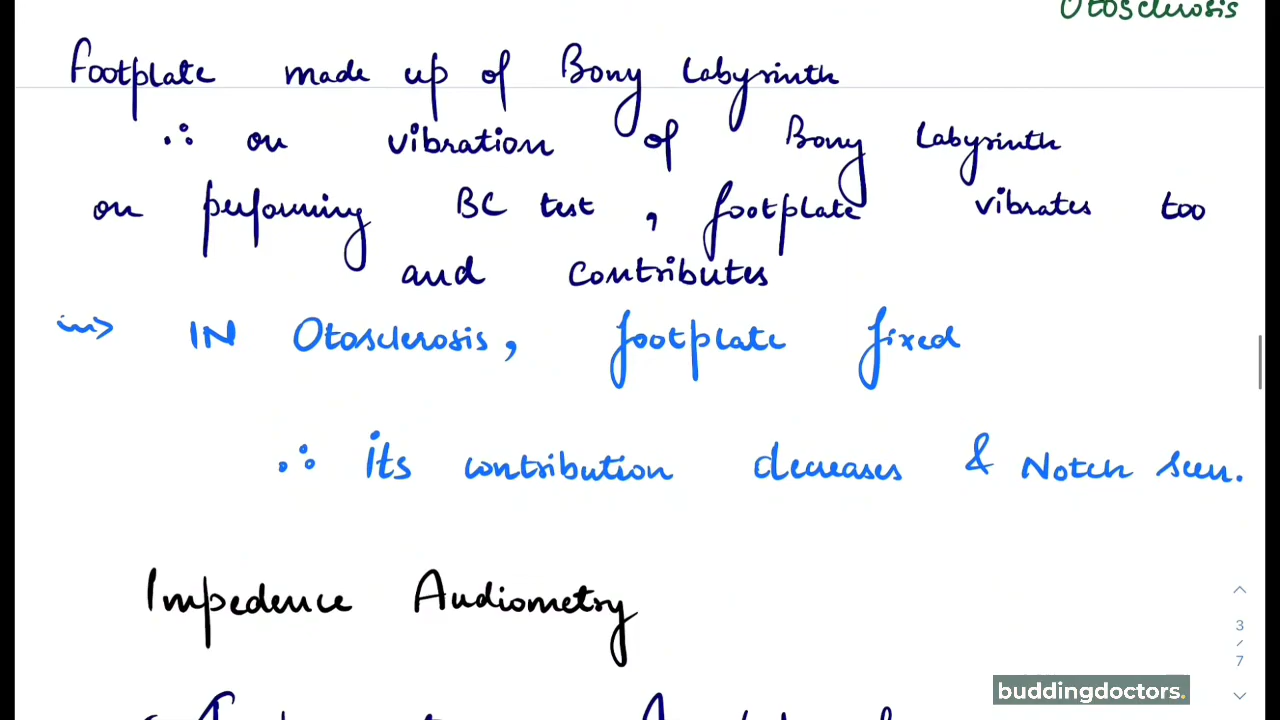 Otosclerosis
Footplate made up of Bony Labyrinth
∴ on vibration of Bony Labyrinth
on performing BC test, footplate vibrates too
and contributes
IN Otosclerosis, footplate fixed
∴ its contribution decreases & Notch seen.
Impedence Audiometry
3
/
7
buddingdoctors.